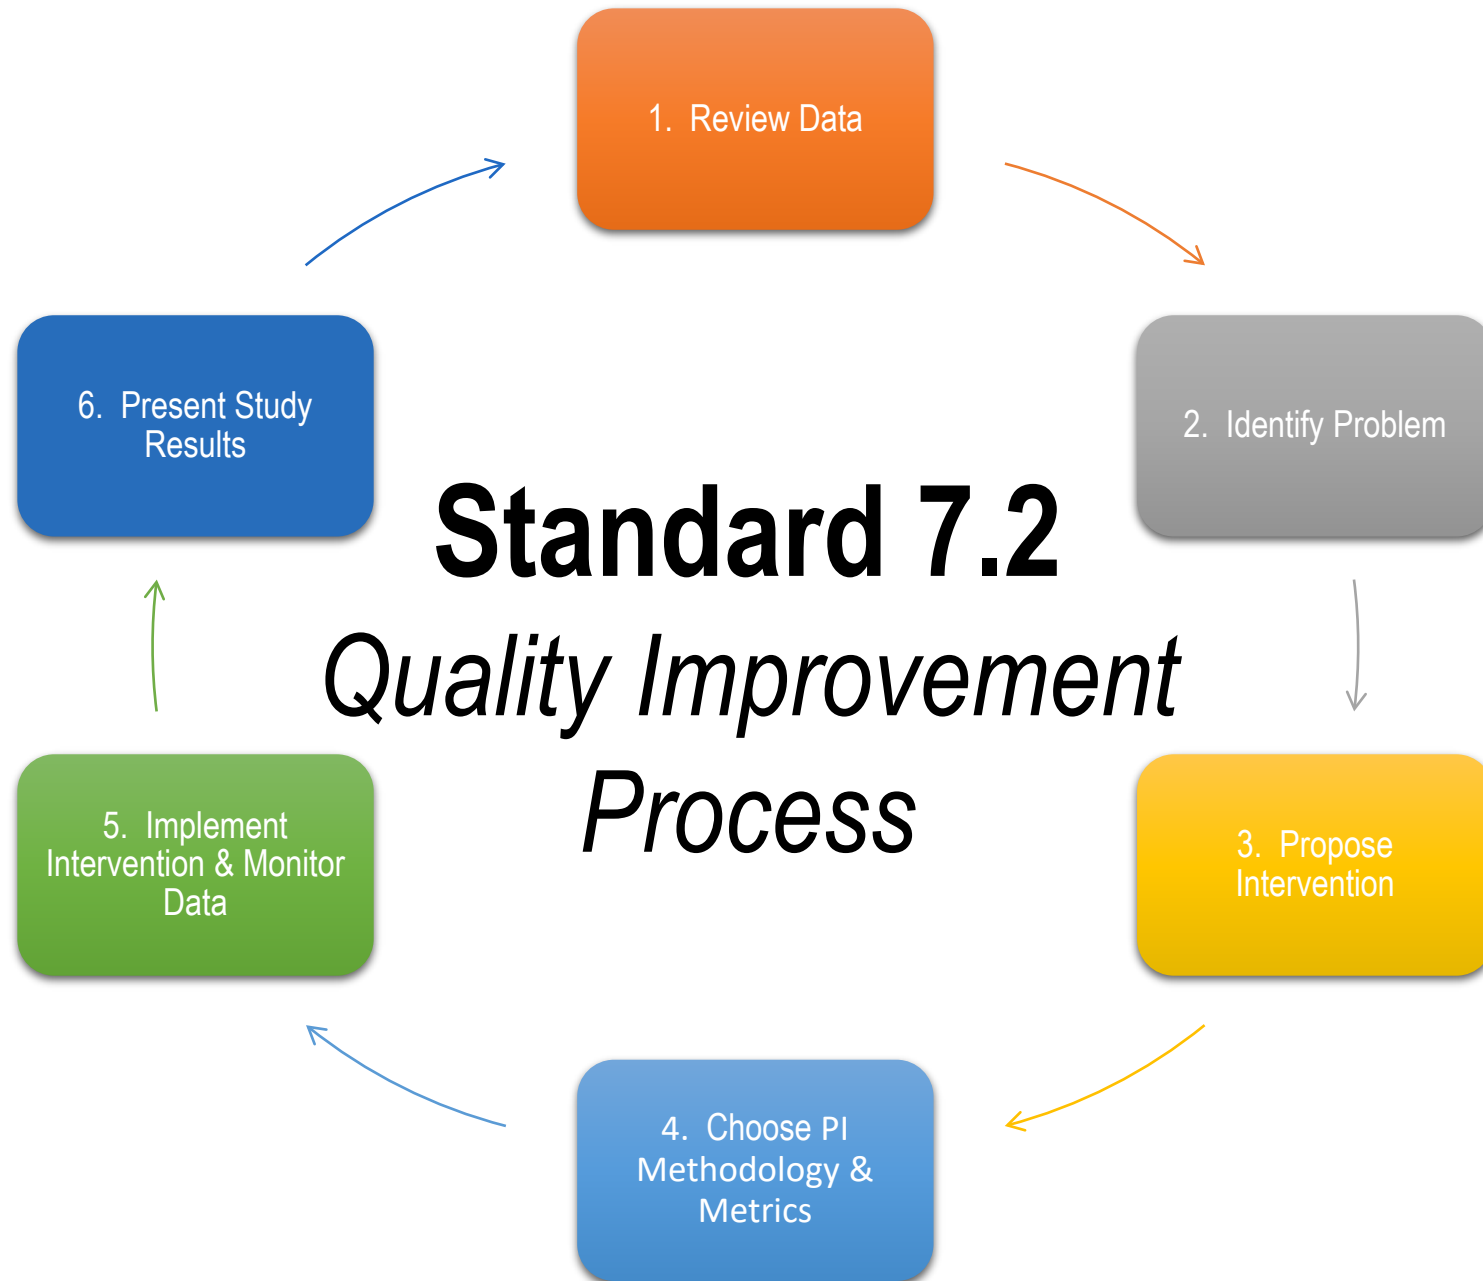 1. Review Data
2. Identify Problem
3. Propose
Intervention
4. Choose PI
Methodology &
Metrics
5. Implement
Intervention & Monitor
Data
6. Present Study
Results
Standard 7.2
Quality Improvement
Process